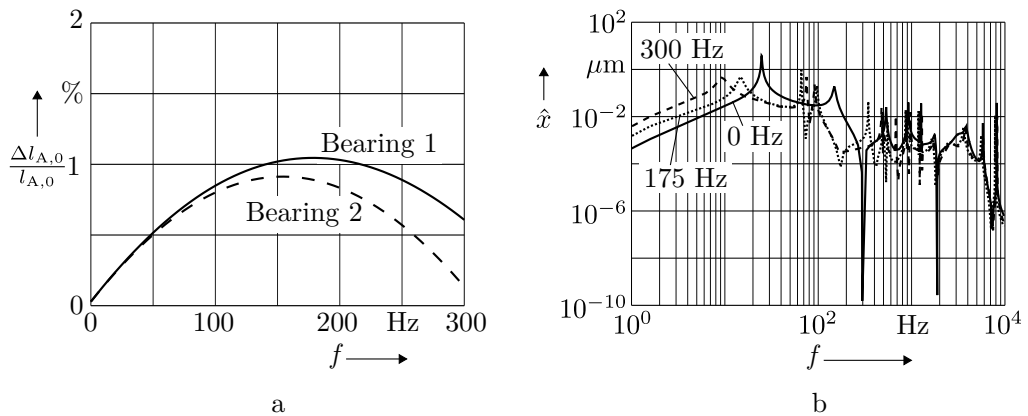 2
%
Δl_A,0
l_A,0
1
0
Bearing 1
Bearing 2
0 100 200 Hz 300
f
a
10^2
μm
x̂
10^-2
10^-6
10^-10
300 Hz
0 Hz
175 Hz
10^0 10^2 Hz 10^4
f
b